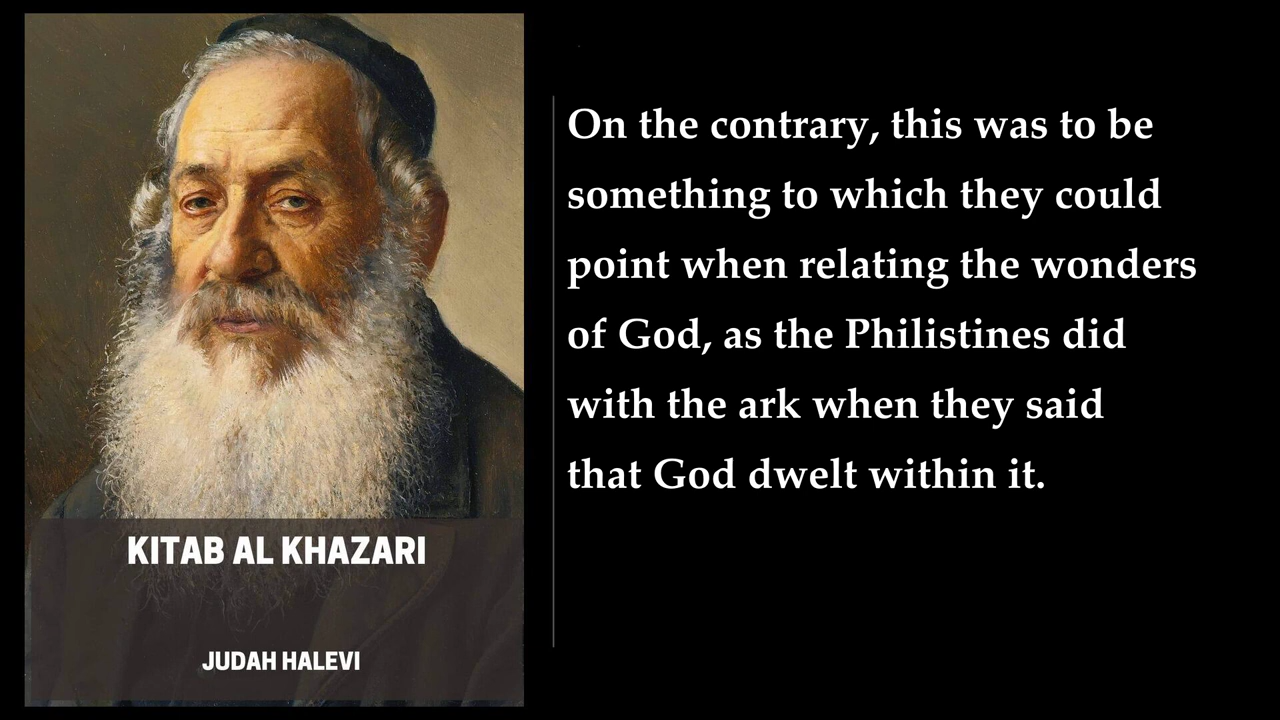 KITAB AL KHAZARI
JUDAH HALEVI
On the contrary, this was to be
something to which they could
point when relating the wonders
of God, as the Philistines did
with the ark when they said
that God dwelt within it.